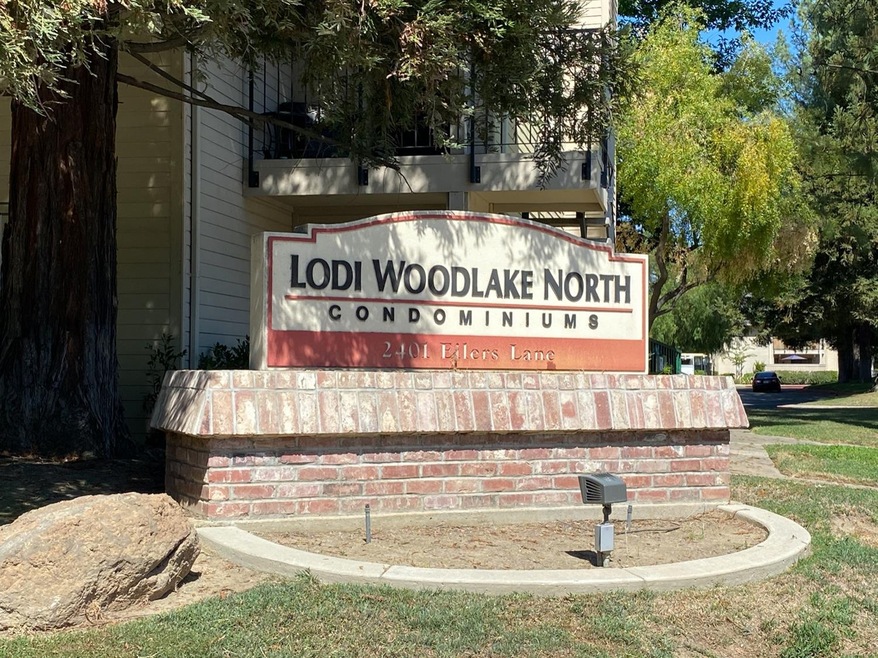 LODI WOODLAKE NORTH
CONDOMINIUMS
2401 Eilers Lane